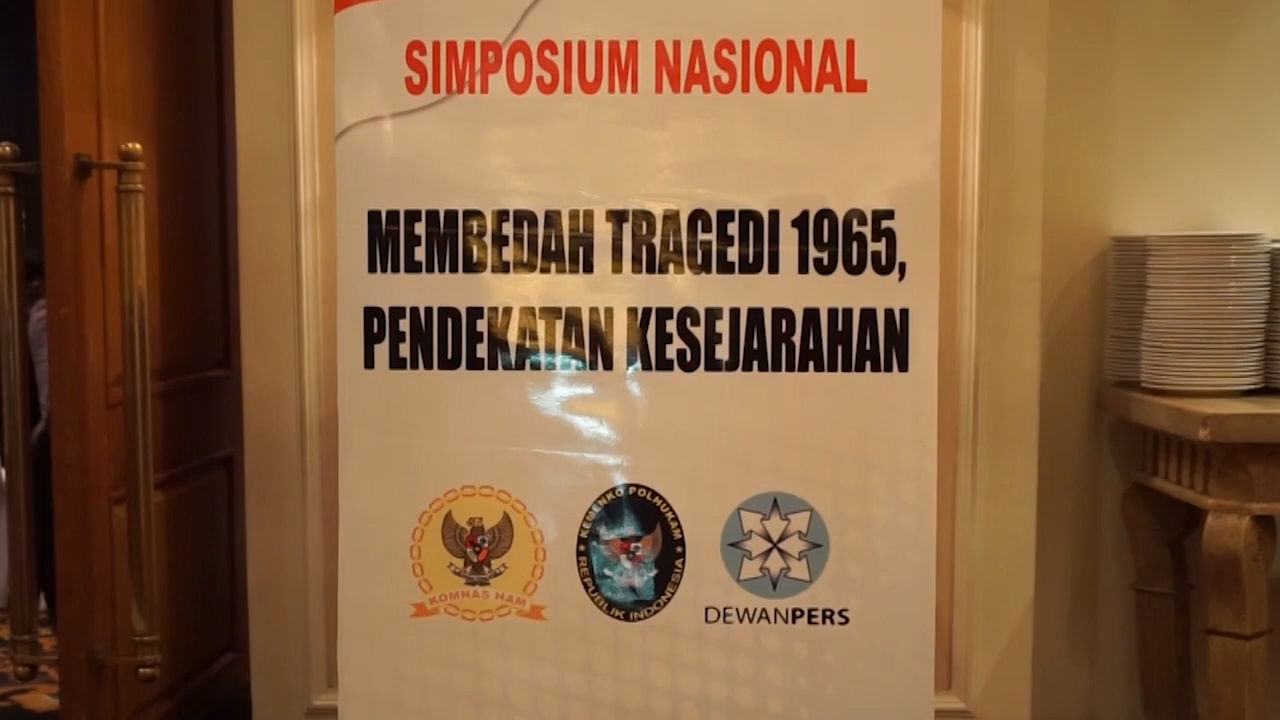 SIMPOSIUM NASIONAL
MEMBEDAH TRAGEDI 1965,
PENDEKATAN KESEJARAHAN
KOMNAS HAM
KEMENKO POLHUKAM
REPUBLIK INDONESIA
DEWANPERS